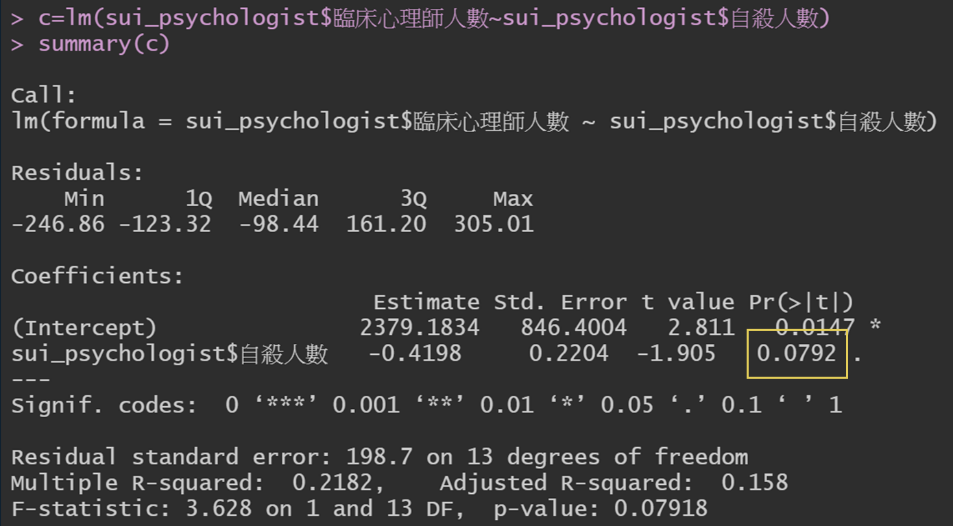 > c=lm(sui_psychologist$臨床心理師人數~sui_psychologist$自殺人數)
> summary(c)
Call:
lm(formula = sui_psychologist$臨床心理師人數 ~ sui_psychologist$自殺人數)
Residuals:
    Min      1Q  Median      3Q     Max
-246.86 -123.32  -98.44  161.20  305.01
Coefficients:
                          Estimate Std. Error t value Pr(>|t|)
(Intercept)              2379.1834   846.4004   2.811   0.0147 *
sui_psychologist$自殺人數   -0.4198     0.2204  -1.905   0.0792 .
---
Signif. codes:  0 ‘***’ 0.001 ‘**’ 0.01 ‘*’ 0.05 ‘.’ 0.1 ‘ ’ 1
Residual standard error: 198.7 on 13 degrees of freedom
Multiple R-squared:  0.2182,    Adjusted R-squared:  0.158
F-statistic: 3.628 on 1 and 13 DF,  p-value: 0.07918